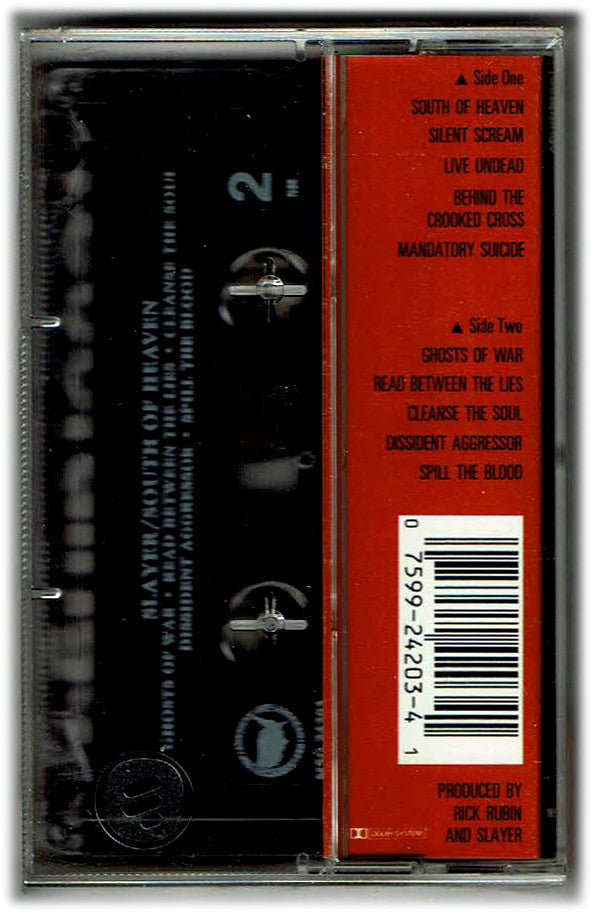 ▲ Side One
SOUTH OF HEAVEN
SILENT SCREAM
LIVE UNDEAD
BEHIND THE
CROOKED CROSS
MANDATORY SUICIDE
▲ Side Two
GHOSTS OF WAR
READ BETWEEN THE LIES
CLEANSE THE SOUL
DISSIDENT AGGRESSOR
SPILL THE BLOOD
0 7599-24203-4 1
PRODUCED BY
RICK RUBIN
AND SLAYER
DOLBY SYSTEM
2
SLAYER/SOUTH OF HEAVEN
GHOSTS OF WAR · READ BETWEEN THE LIES · CLEANSE THE SOUL
DISSIDENT AGGRESSOR · SPILL THE BLOOD